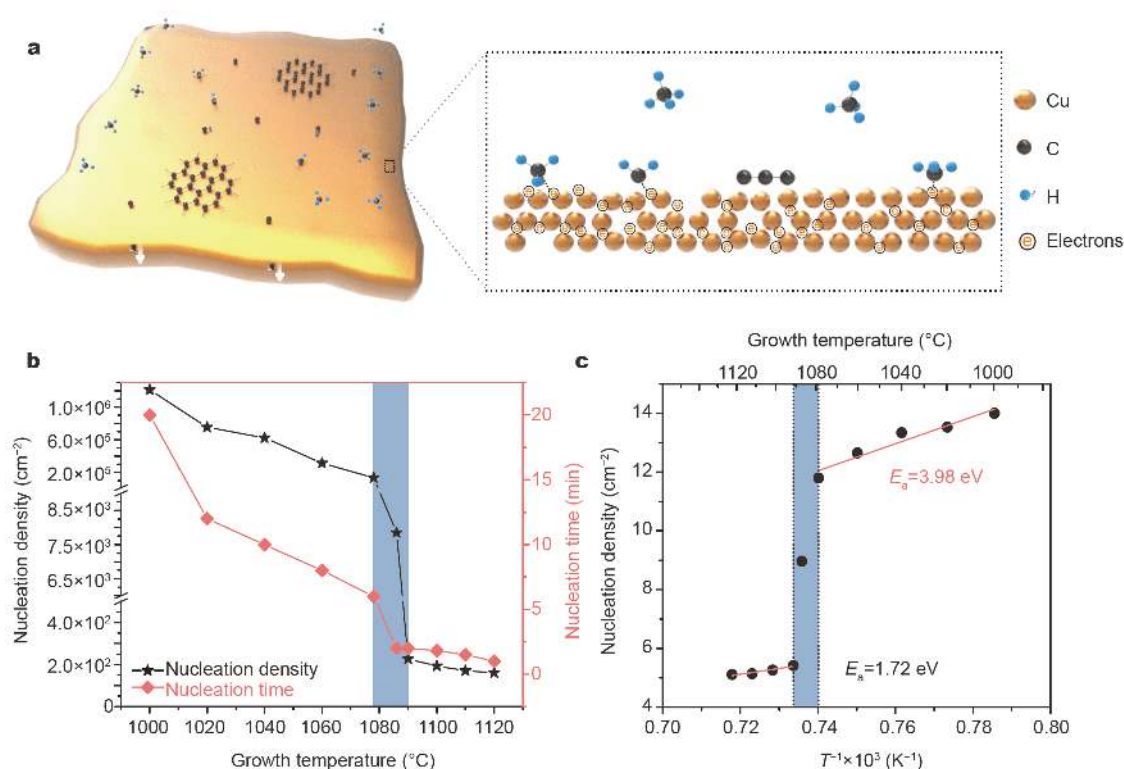 a
Cu
C
H
e Electrons
b
Nucleation density (cm⁻²)
1.0×10⁶
6.0×10⁵
2.0×10⁵
8.5×10³
7.5×10³
6.5×10³
4.0×10²
2.0×10²
0
Nucleation density
Nucleation time
1000 1020 1040 1060 1080 1100 1120
Growth temperature (°C)
20
15
10
5
0
Nucleation time (min)
c
Growth temperature (°C)
1120 1080 1040 1000
Nucleation density (cm⁻²)
14
12
10
8
6
4
Eₐ=3.98 eV
Eₐ=1.72 eV
0.70 0.72 0.74 0.76 0.78 0.80
T⁻¹×10³ (K⁻¹)